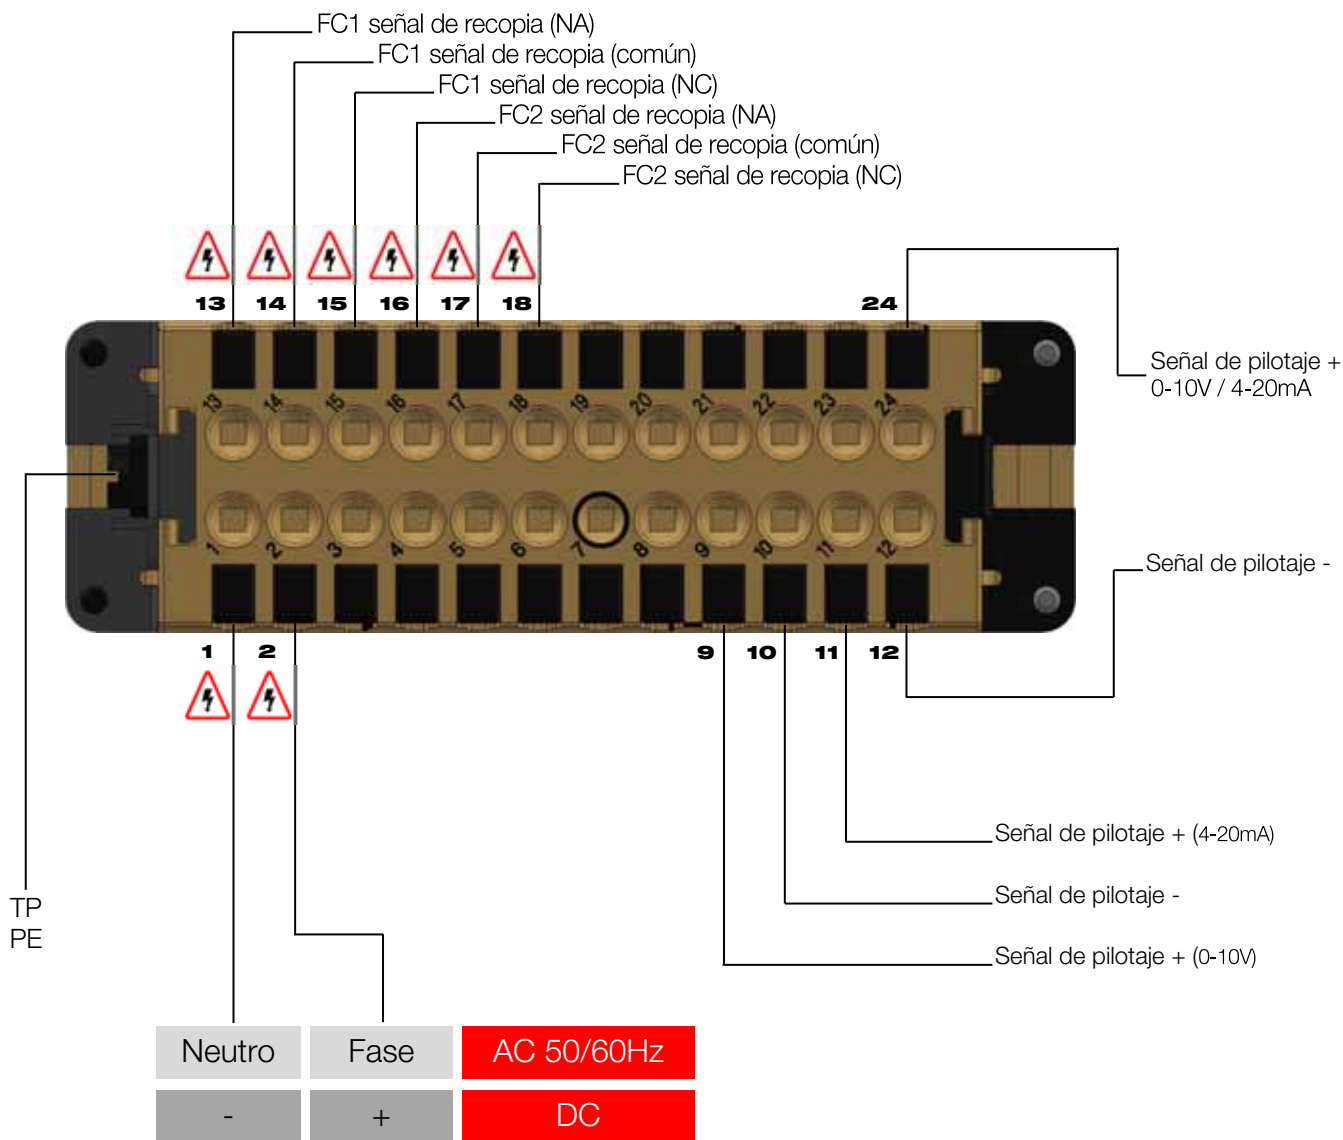 FC1 señal de recopia (NA)
FC1 señal de recopia (común)
FC1 señal de recopia (NC)
FC2 señal de recopia (NA)
FC2 señal de recopia (común)
FC2 señal de recopia (NC)
13 14 15 16 17 18 24
Señal de pilotaje +
0-10V / 4-20mA
13 14 15 16 17 18 19 20 21 22 23 24
1 2 3 4 5 6 7 8 9 10 11 12
Señal de pilotaje -
1 2 9 10 11 12
Señal de pilotaje + (4-20mA)
Señal de pilotaje -
Señal de pilotaje + (0-10V)
TP
PE
Neutro Fase AC 50/60Hz
- + DC